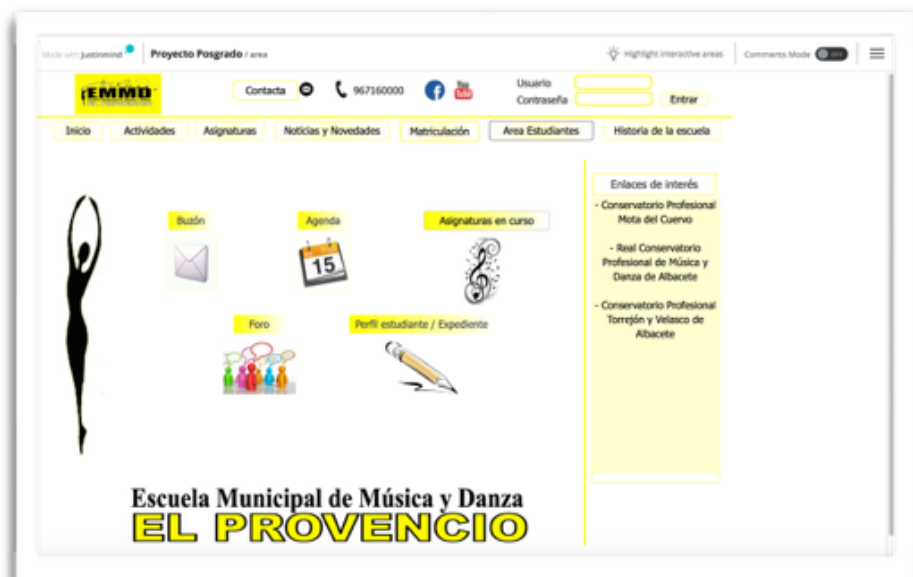 Made with justinmind Proyecto Posgrado / area Highlight interactive areas Comments Mode OFF
EMMD
Contacta 967160000 You Tube
Usuario
Contraseña Entrar
Inicio Actividades Asignaturas Noticias y Novedades Matriculación Area Estudiantes Historia de la escuela
Buzón Agenda Asignaturas en curso
15
Foro Perfil estudiante / Expediente
Enlaces de interés
- Conservatorio Profesional
Mota del Cuervo
- Real Conservatorio
Profesional de Música y
Danza de Albacete
- Conservatorio Profesional
Torrejón y Velasco de
Albacete
Escuela Municipal de Música y Danza
EL PROVENCIO